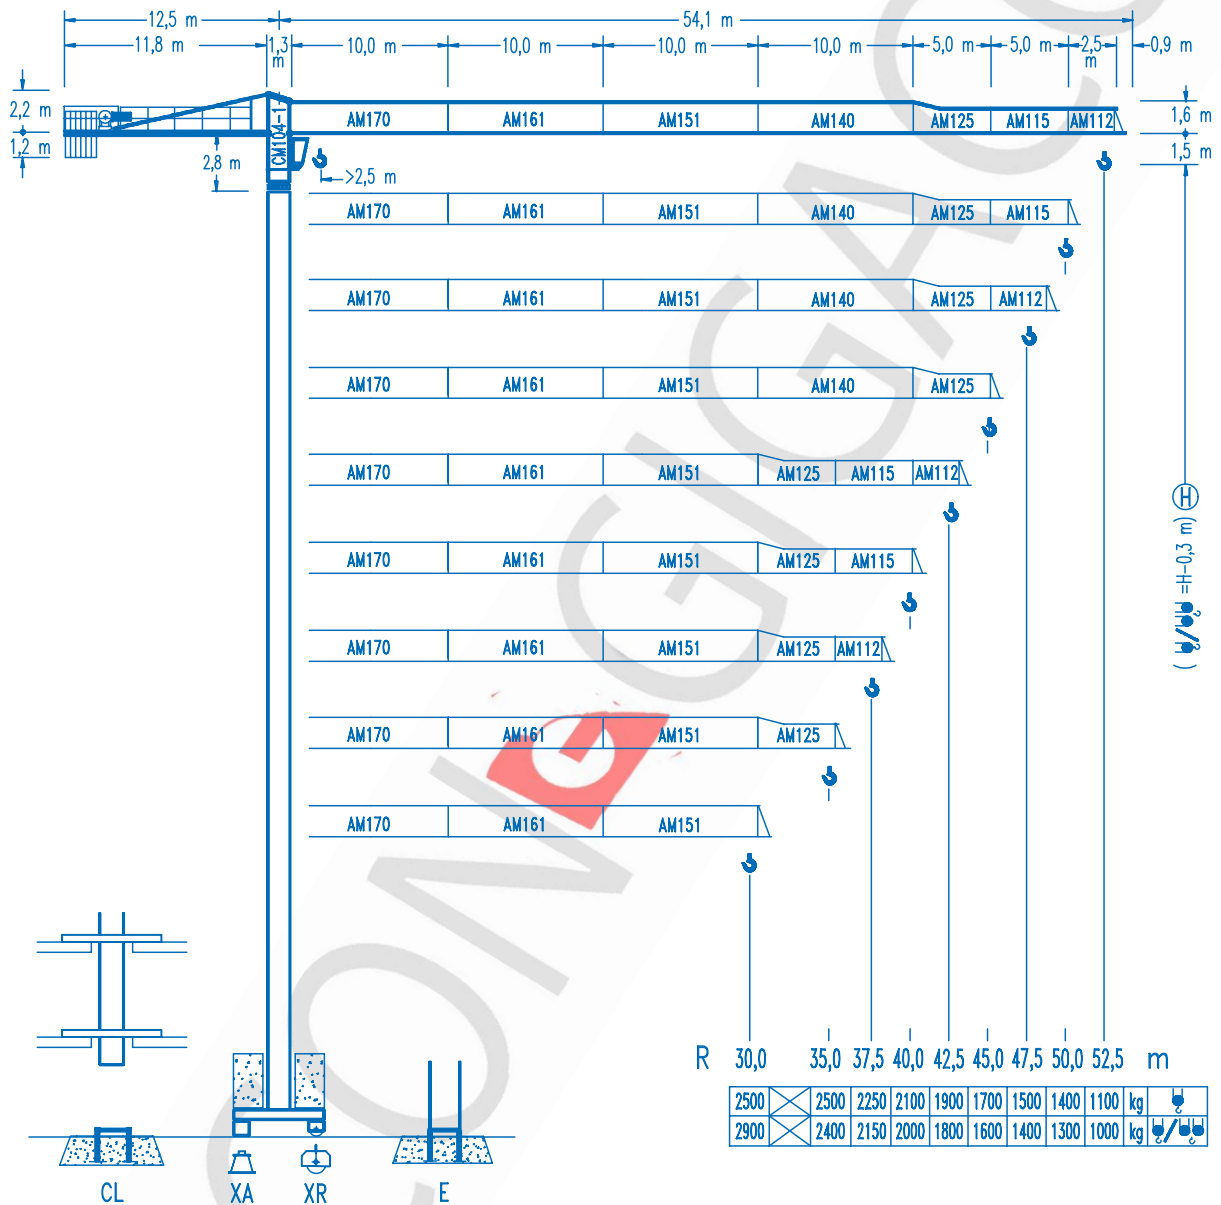 12,5 m 54,1 m
11,8 m 1,3 m 10,0 m 10,0 m 10,0 m 10,0 m 5,0 m 5,0 m 2,5 m 0,9 m
2,2 m CM104-1 AM170 AM161 AM151 AM140 AM125 AM115 AM112 1,6 m
1,2 m 2,8 m >2,5 m 1,5 m
AM170 AM161 AM151 AM140 AM125 AM115
AM170 AM161 AM151 AM140 AM125 AM112
AM170 AM161 AM151 AM140 AM125
AM170 AM161 AM151 AM125 AM115 AM112
H
=H-0,3 m)
AM170 AM161 AM151 AM125 AM115
AM170 AM161 AM151 AM125 AM112
AM170 AM161 AM151 AM125
AM170 AM161 AM151
R 30,0 35,0 37,5 40,0 42,5 45,0 47,5 50,0 52,5 m
2500 2500 2250 2100 1900 1700 1500 1400 1100 kg
2900 2400 2150 2000 1800 1600 1400 1300 1000 kg
CL XA XR E